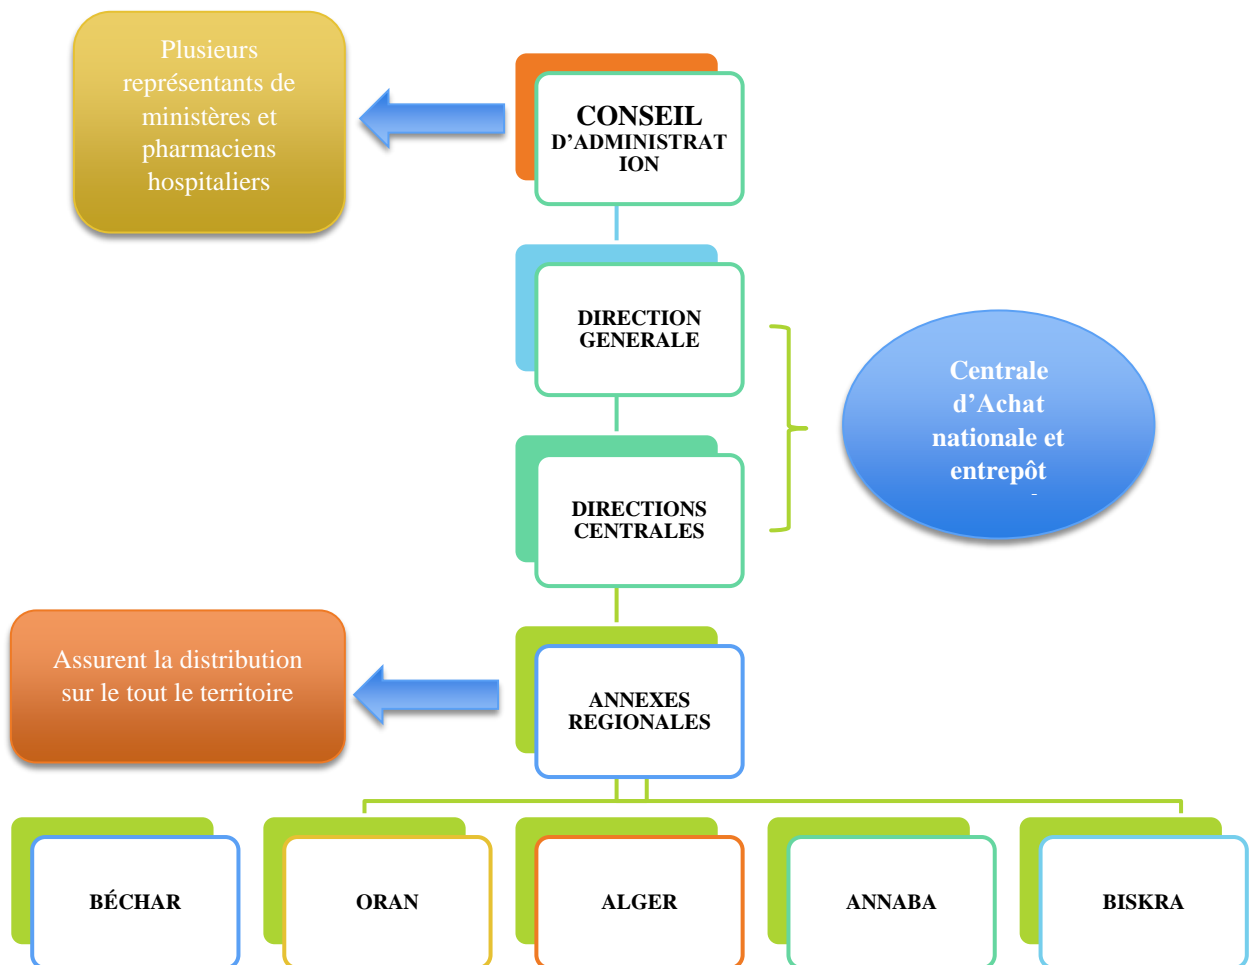 Plusieurs
représentants de
ministères et
pharmaciens
hospitaliers
CONSEIL
D’ADMINISTRAT
ION
DIRECTION
GENERALE
Centrale
d’Achat
nationale et
entrepôt
DIRECTIONS
CENTRALES
Assurent la distribution
sur le tout le territoire
ANNEXES
REGIONALES
BÉCHAR
ORAN
ALGER
ANNABA
BISKRA